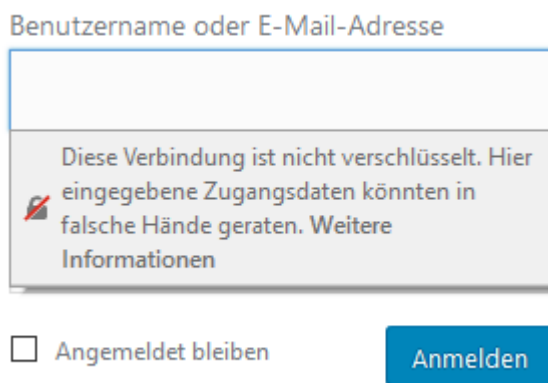 Benutzername oder E-Mail-Adresse
Diese Verbindung ist nicht verschlüsselt. Hier
eingegebene Zugangsdaten könnten in
falsche Hände geraten. Weitere
Informationen
Angemeldet bleiben
Anmelden